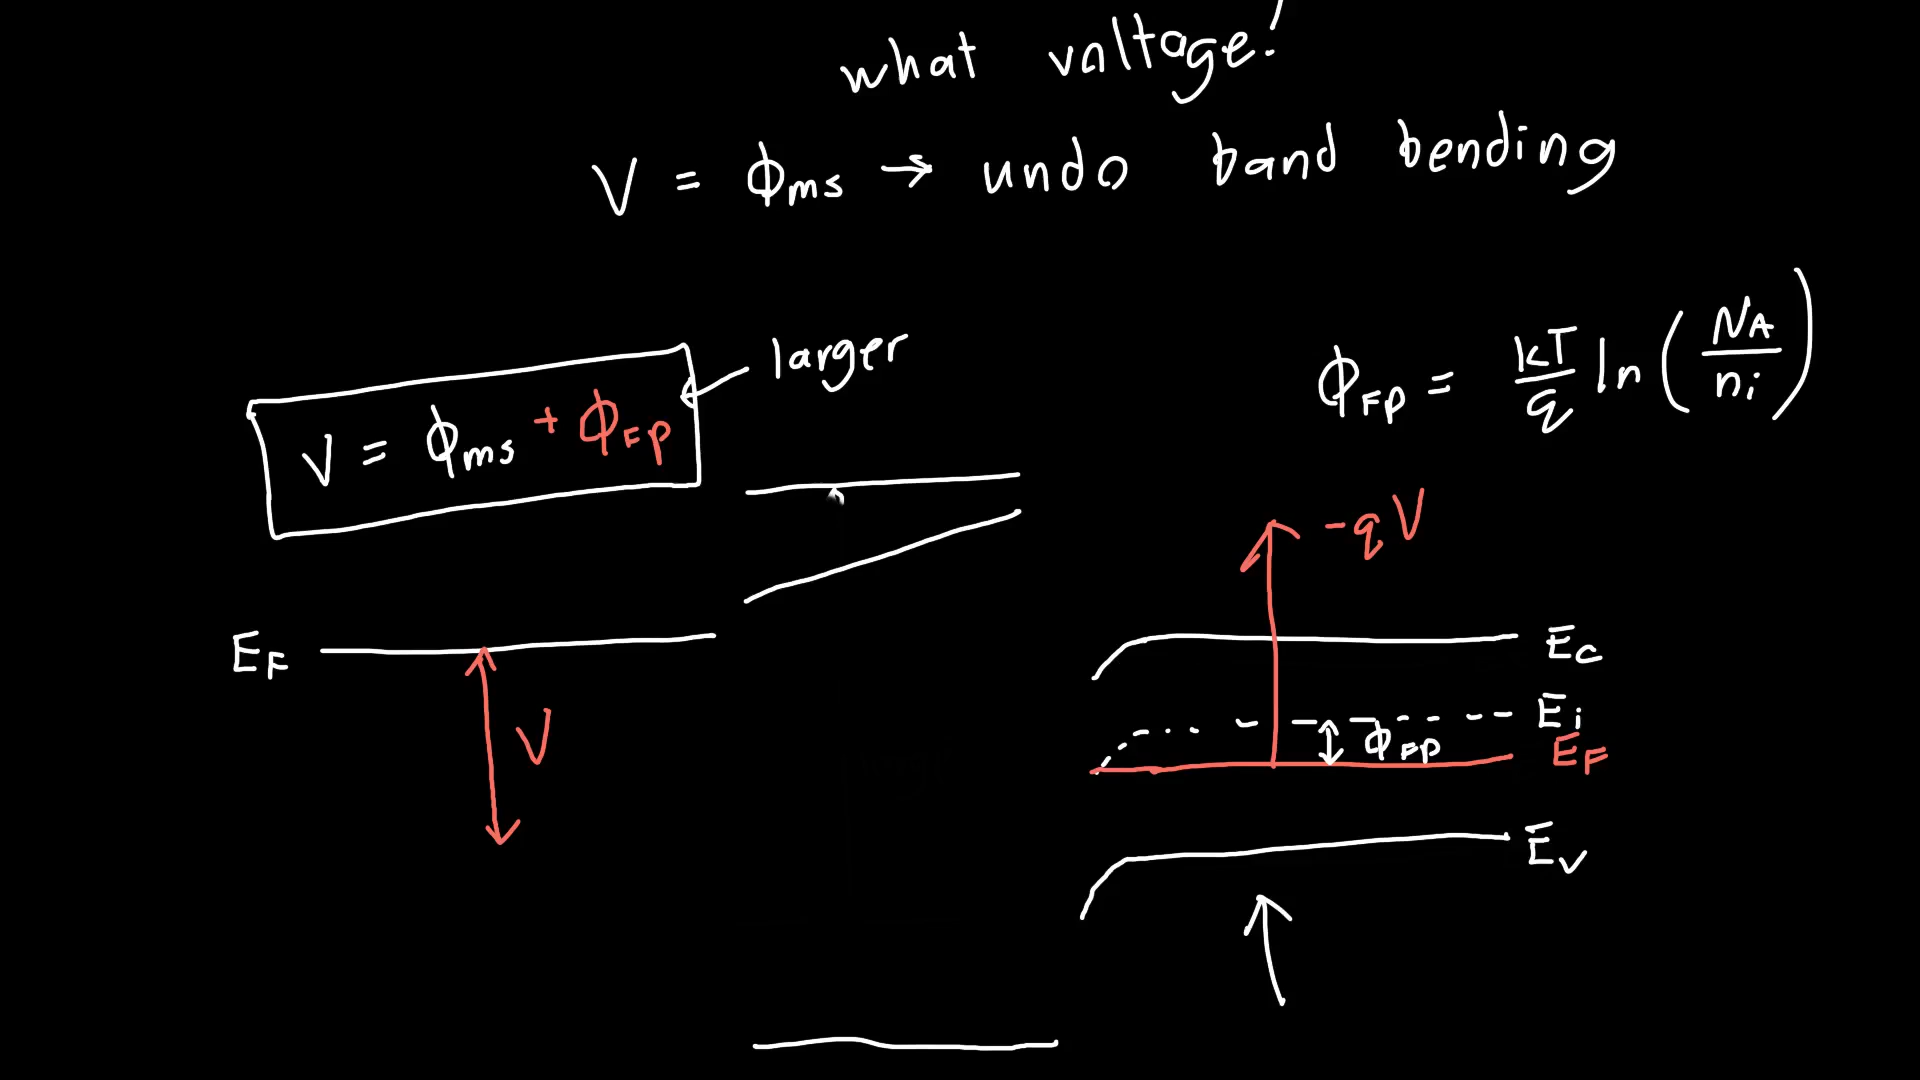 what voltage!
V = ϕms → undo band bending
larger
ϕFp = kT/q ln(NA/ni)
V = ϕms + ϕFp
-qV
EF
EC
Ei
V
ϕFp
EF
EV